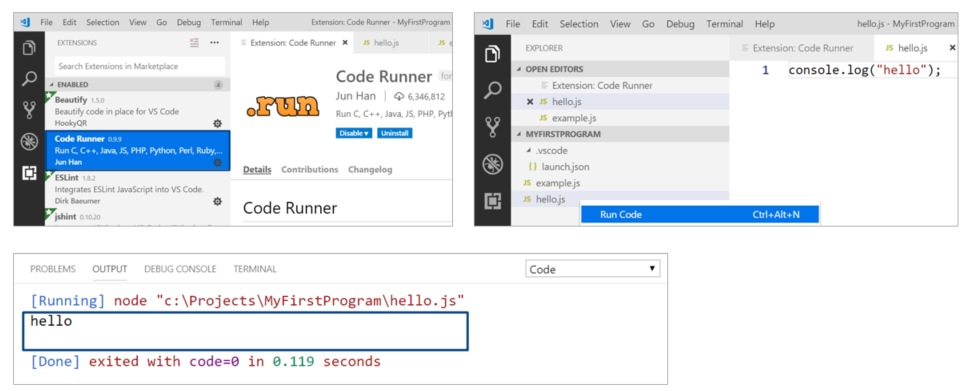 File Edit Selection View Go Debug Terminal Help Extension: Code Runner - MyFirstProgram
EXTENSIONS
Extension: Code Runner × JS hello.js JS
Search Extensions in Marketplace
ENABLED 4
Beautify 1.5.0
Beautify code in place for VS Code
HookyQR
Code Runner 0.9.9
Run C, C++, Java, JS, PHP, Python, Perl, Ruby,...
Jun Han
ESLint 1.8.2
Integrates ESLint JavaScript into VS Code.
Dirk Baeumer
jshint 0.10.20
.run
Code Runner
Jun Han 6,346,812
Run C, C++, Java, JS, PHP, Pyth
Disable Uninstall
Details Contributions Changelog
Code Runner
File Edit Selection View Go Debug Terminal Help hello.js - MyFirstProgram
EXPLORER
OPEN EDITORS
Extension: Code Runner
× JS hello.js
JS example.js
MYFIRSTPROGRAM
.vscode
{ } launch.json
JS example.js
JS hello.js
Run Code Ctrl+Alt+N
Extension: Code Runner JS hello.js ×
1 console.log("hello");
PROBLEMS OUTPUT DEBUG CONSOLE TERMINAL Code
[Running] node "c:\Projects\MyFirstProgram\hello.js"
hello
[Done] exited with code=0 in 0.119 seconds